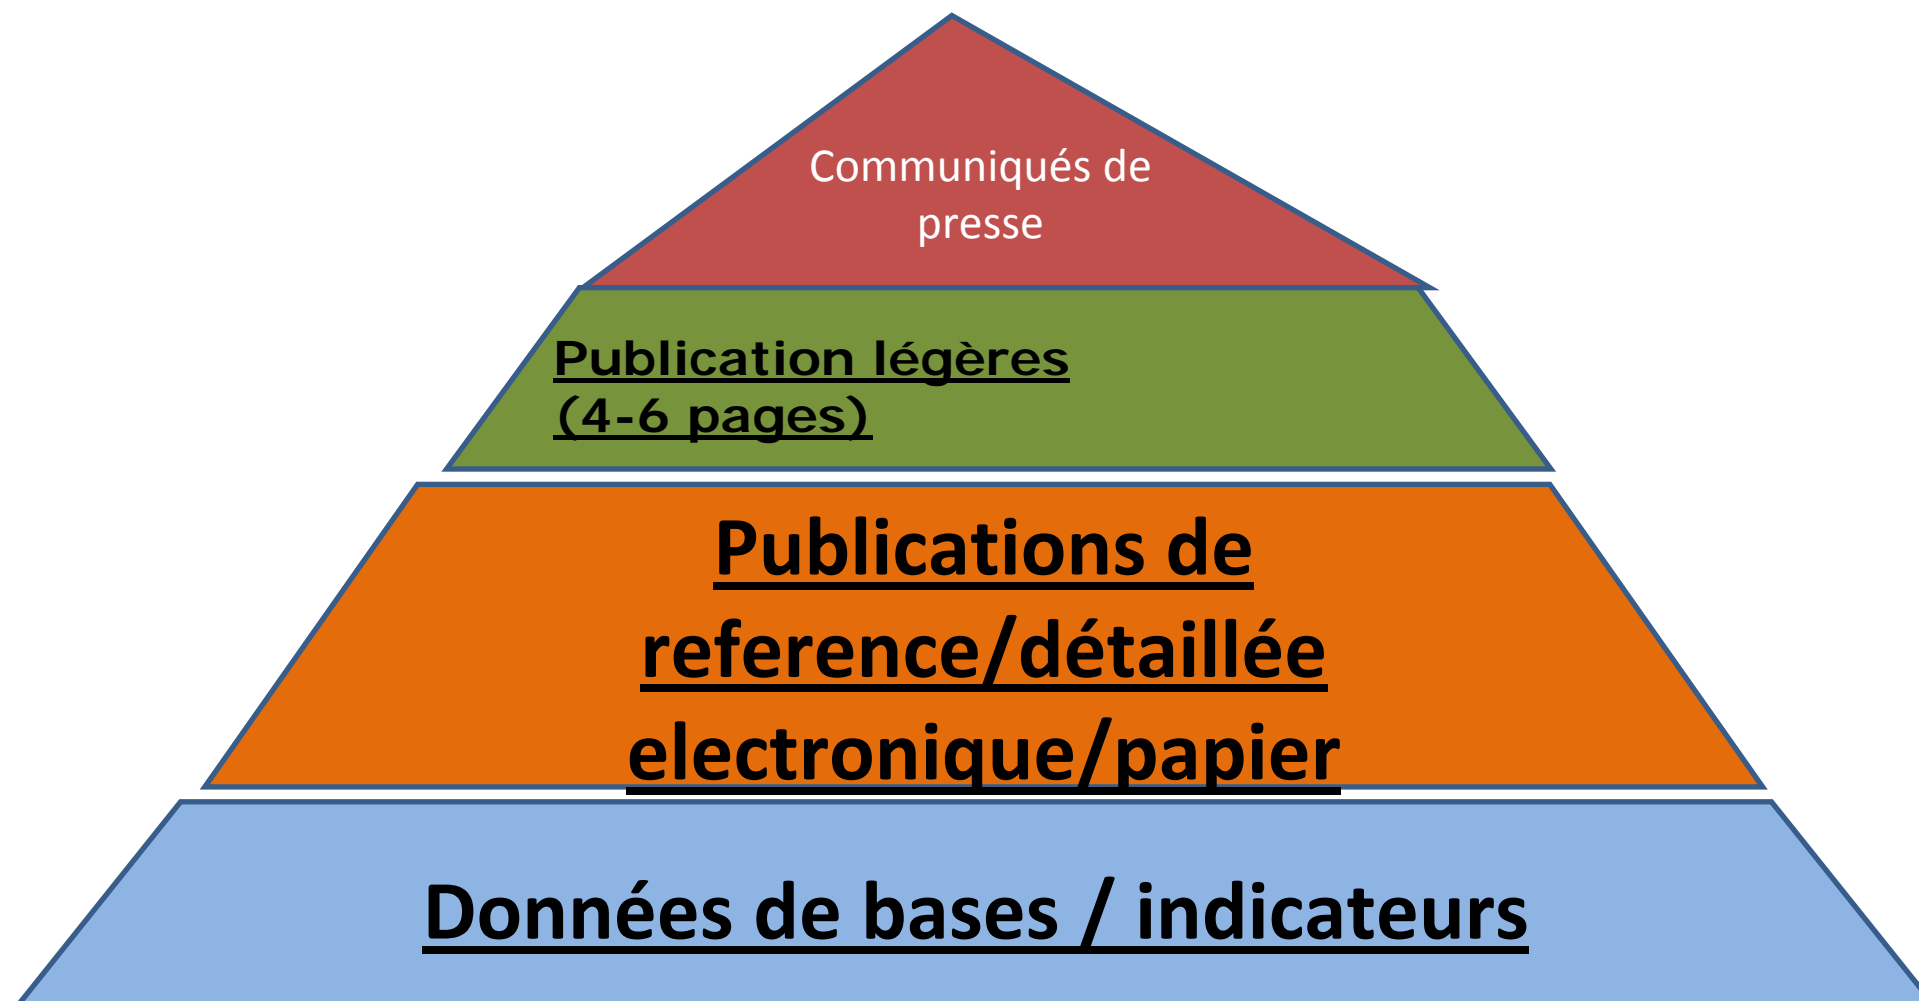 Communiqués de
presse
Publication légères
(4-6 pages)
Publications de
reference/détaillée
electronique/papier
Données de bases / indicateurs